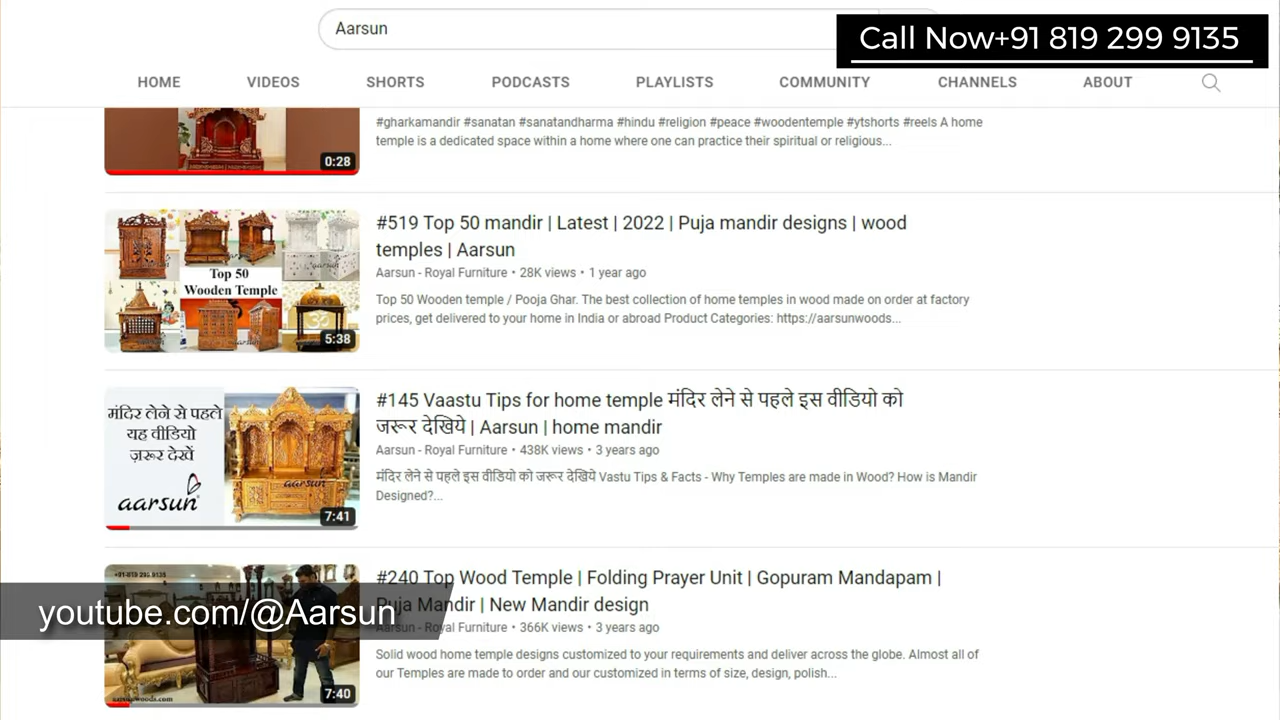 Aarsun
Call Now+91 819 299 9135
HOME VIDEOS SHORTS PODCASTS PLAYLISTS COMMUNITY CHANNELS ABOUT
#gharkamandir #sanatan #sanatandharma #hindu #religion #peace #woodentemple #ytshorts #reels A home
temple is a dedicated space within a home where one can practice their spiritual or religious...
0:28
Top 50
Wooden Temple
5:38
#519 Top 50 mandir | Latest | 2022 | Puja mandir designs | wood
temples | Aarsun
Aarsun - Royal Furniture • 28K views • 1 year ago
Top 50 Wooden temple / Pooja Ghar. The best collection of home temples in wood made on order at factory
prices, get delivered to your home in India or abroad Product Categories: https://aarsunwoods...
मंदिर लेने से पहले
यह वीडियो
ज़रूर देखें
aarsun
aarsun
7:41
#145 Vaastu Tips for home temple मंदिर लेने से पहले इस वीडियो को
जरूर देखिये | Aarsun | home mandir
Aarsun - Royal Furniture • 438K views • 3 years ago
मंदिर लेने से पहले इस वीडियो को जरूर देखिये Vastu Tips & Facts - Why Temples are made in Wood? How is Mandir
Designed?...
+91-819 299 9135
7:40
#240 Top Wood Temple | Folding Prayer Unit | Gopuram Mandapam |
Puja Mandir | New Mandir design
Aarsun - Royal Furniture • 366K views • 3 years ago
Solid wood home temple designs customized to your requirements and deliver across the globe. Almost all of
our Temples are made to order and our customized in terms of size, design, polish...
youtube.com/@Aarsun